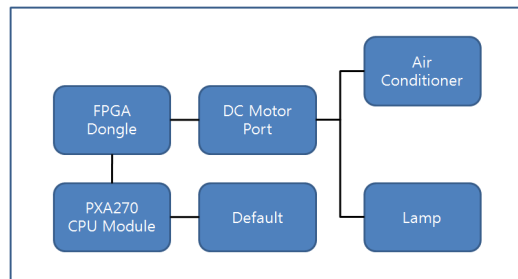 Air
Conditioner
FPGA
Dongle
DC Motor
Port
PXA270
CPU Module
Default
Lamp